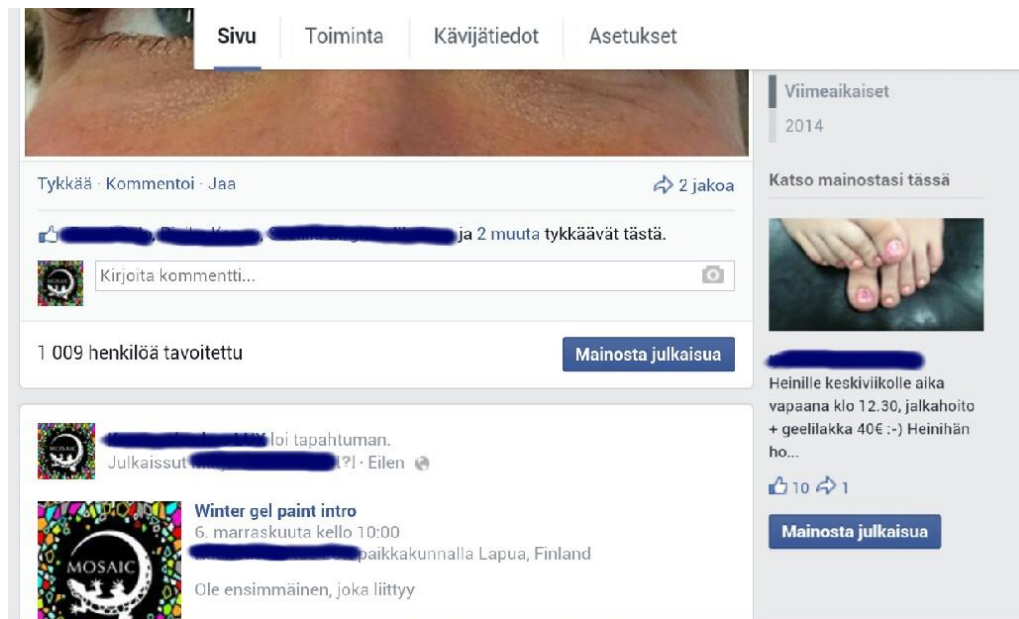 Sivu Toiminta Kävijätiedot Asetukset
Tykkää · Kommentoi · Jaa
2 jakoa
ja 2 muuta tykkäävät tästä.
MOSAIC
Kirjoita kommentti...
1 009 henkilöä tavoitettu
Mainosta julkaisua
MOSAIC
loi tapahtuman.
Julkaissut
· Eilen
MOSAIC
Winter gel paint intro
6. marraskuuta kello 10:00
paikkakunnalla Lapua, Finland
Ole ensimmäinen, joka liittyy
Viimeaikaiset
2014
Katso mainostasi tässä
Heinille keskiviikolle aika
vapaana klo 12.30, jalkahoito
+ geelilakka 40€ :-) Heinihän
ho...
10 1
Mainosta julkaisua